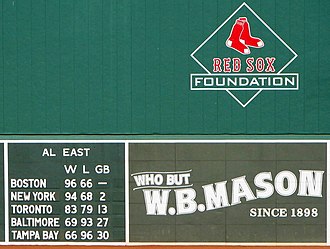 RED SOX
FOUNDATION
AL EAST
W L GB
BOSTON 96 66 —
NEW YORK 94 68 2
TORONTO 83 79 13
BALTIMORE 69 93 27
TAMPA BAY 66 96 30
WHO BUT
W.B.MASON
SINCE 1898